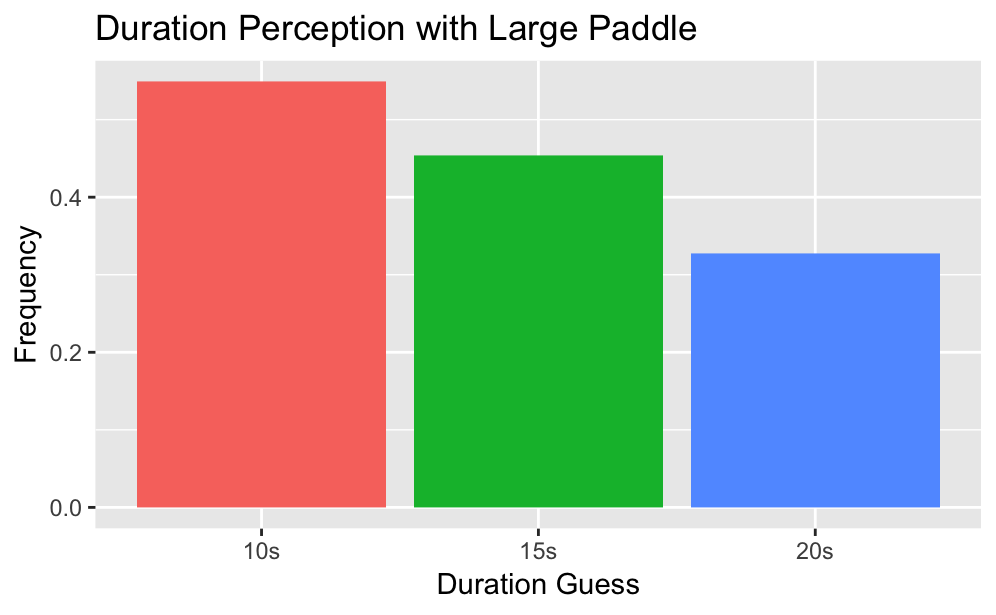 Duration Perception with Large Paddle
Frequency
0.4
0.2
0.0
10s 15s 20s
Duration Guess